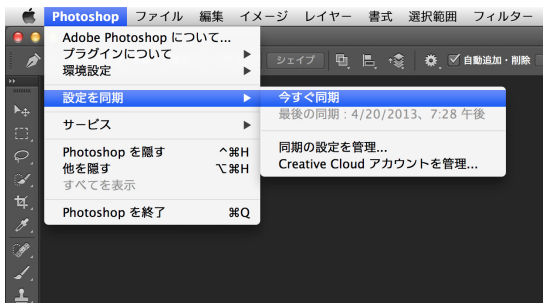 Photoshop ファイル 編集 イメージ レイヤー 書式 選択範囲 フィルター
Adobe Photoshop について...
プラグインについて
環境設定
シェイプ
自動追加・削除
設定を同期
今すぐ同期
最後の同期：4/20/2013、7:28 午後
サービス
同期の設定を管理...
Photoshop を隠す ^⌘H
Creative Cloud アカウントを管理...
他を隠す ⌥⌘H
すべてを表示
Photoshop を終了 ⌘Q